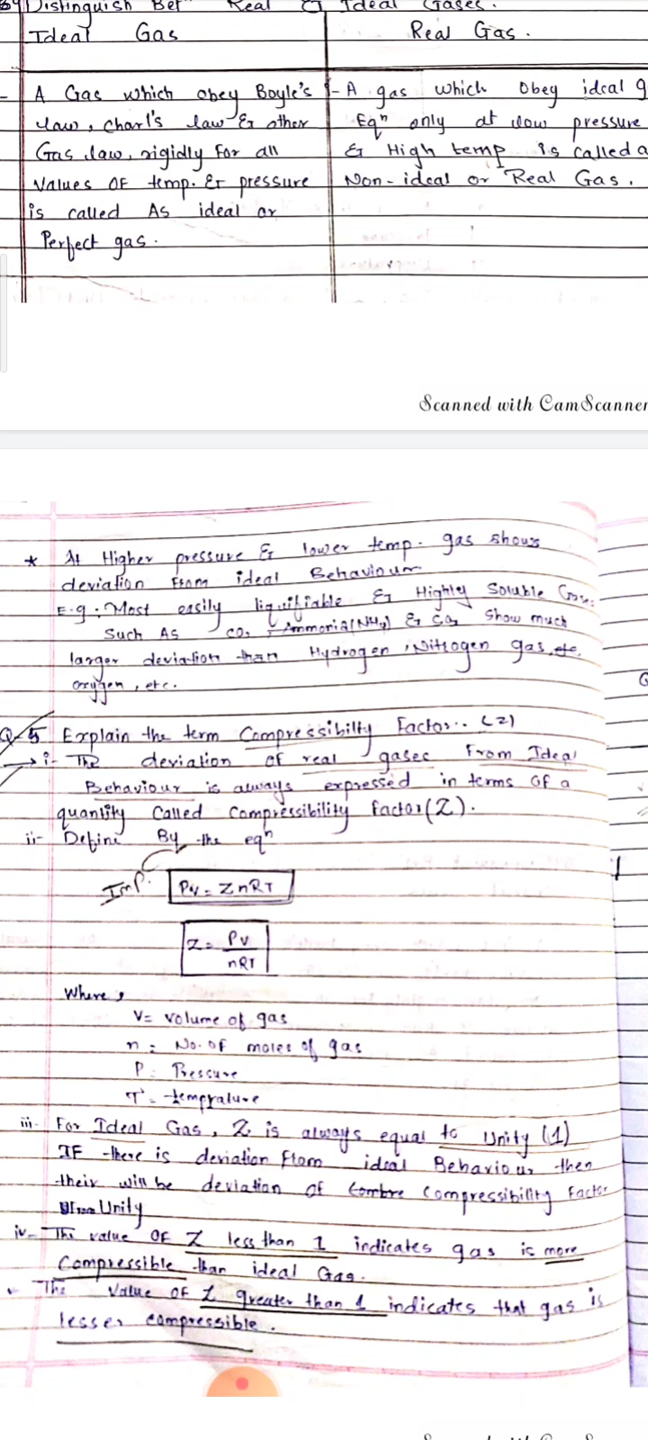 Distinguish Bet Real & Ideal Gases.
Ideal Gas
Real Gas.
- A Gas which obey Boyle's
law, Charl's law & other
Gas law, rigidly For all
values OF temp. & pressure
is called As ideal or
Perfect gas.
- A gas which Obey ideal g
Eqn only at low pressure
& High temp is called a
Non-ideal or Real Gas.
Scanned with CamScanner
* At Higher pressure & lower temp. gas shows
deviation From ideal Behaviour
E.g: Most easily liquifiable & Highly Soluble
Such As CO2, Ammonia(NH3) & Show much
larger deviation than Hydrogen, Nitrogen gas, etc.
oxygen, etc.
Q-5 Explain the term Compressibilty Factor.. (Z)
→ i- The deviation of real gases From Ideal
Behaviour is always expressed in terms of a
quantity Called Compressibility factor(Z).
ii- Define By the eqn
Imp.
PV = ZnRT
Z = PV
nRT
Where,
V= volume of gas
n = No. of moles of gas
P = Pressure
T = temprature
iii- For Ideal Gas, Z is always equal to Unity (1)
IF there is deviation from ideal Behaviour then
their will be deviation of Compressibility Factor
Unity
iv- The value OF Z less than 1 indicates gas is more
Compressible than ideal Gas.
The Value OF Z greater than 1 indicates that gas is
lesser compressible.